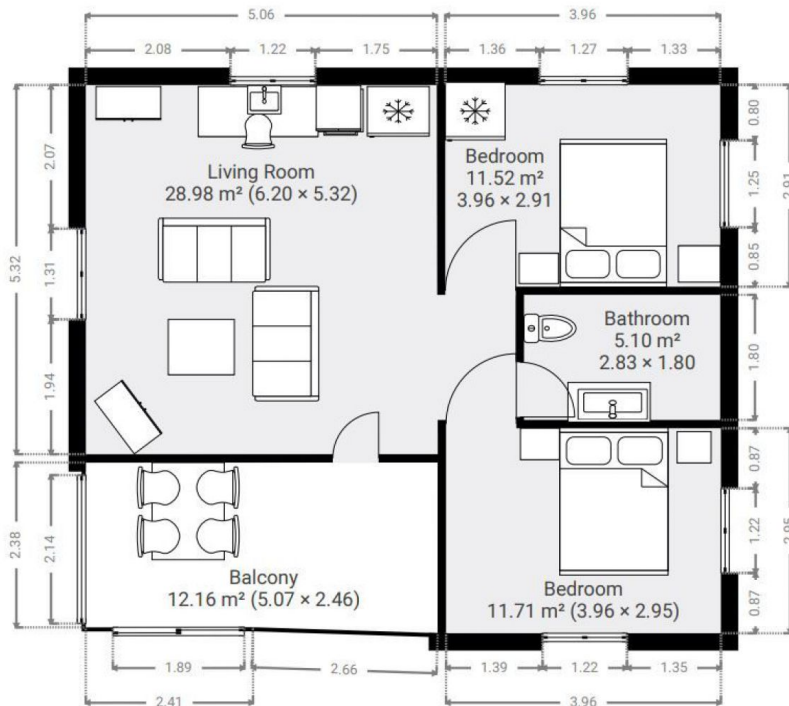 5.06
3.96
2.08
1.22
1.75
1.36
1.27
1.33
0.80
2.07
Bedroom
11.52 m²
3.96 × 2.91
Living Room
28.98 m² (6.20 × 5.32)
1.25
2.91
5.32
1.31
0.85
Bathroom
5.10 m²
2.83 × 1.80
1.80
1.94
0.87
2.38
2.14
1.22
2.95
Balcony
12.16 m² (5.07 × 2.46)
Bedroom
11.71 m² (3.96 × 2.95)
0.87
1.89
2.66
1.39
1.22
1.35
2.41
3.96